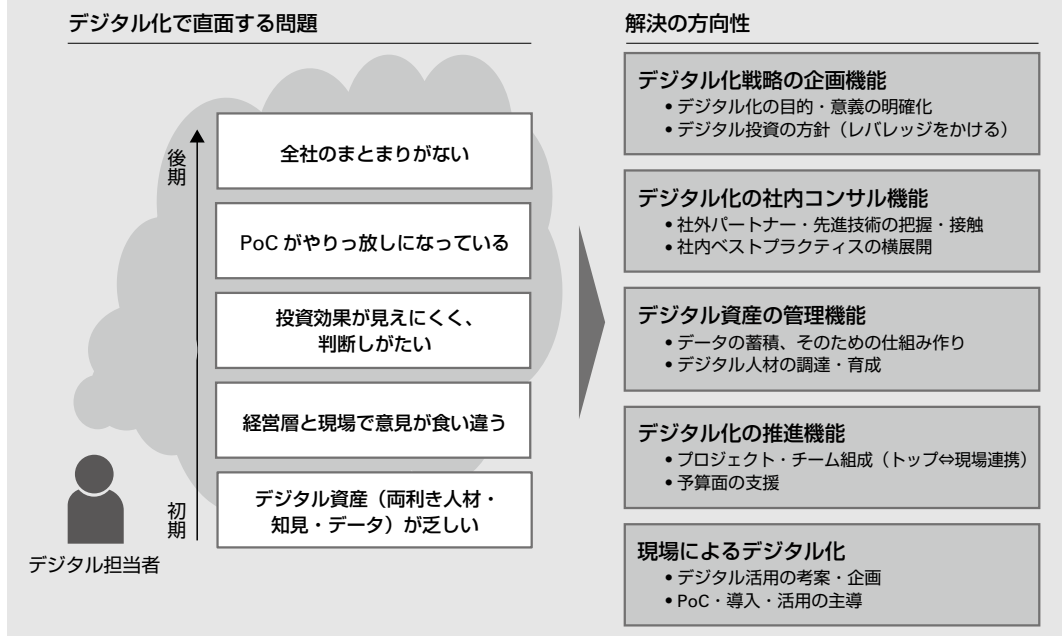 デジタル化で直面する問題
後期
全社のまとまりがない
PoC がやりっ放しになっている
投資効果が見えにくく、
判断しがたい
経営層と現場で意見が食い違う
デジタル資産（両利き人材・
知見・データ）が乏しい
初期
デジタル担当者
解決の方向性
デジタル化戦略の企画機能
• デジタル化の目的・意義の明確化
• デジタル投資の方針（レバレッジをかける）
デジタル化の社内コンサル機能
• 社外パートナー・先進技術の把握・接触
• 社内ベストプラクティスの横展開
デジタル資産の管理機能
• データの蓄積、そのための仕組み作り
• デジタル人材の調達・育成
デジタル化の推進機能
• プロジェクト・チーム組成（トップ⇔現場連携）
• 予算面の支援
現場によるデジタル化
• デジタル活用の考案・企画
• PoC・導入・活用の主導